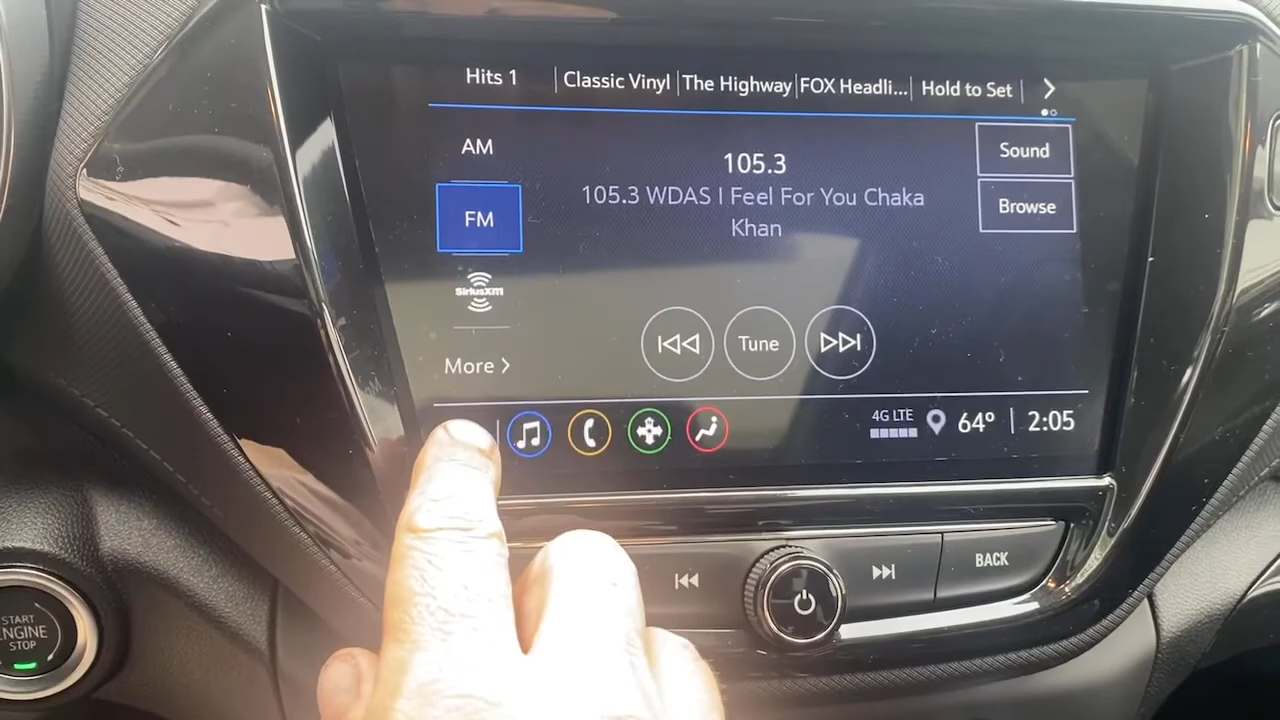 Hits 1 | Classic Vinyl | The Highway | FOX Headli... | Hold to Set
AM
105.3
Sound
105.3 WDAS I Feel For You Chaka
Khan
FM
Browse
SiriusXM
Tune
More >
4G LTE
64° | 2:05
BACK
START
ENGINE
STOP